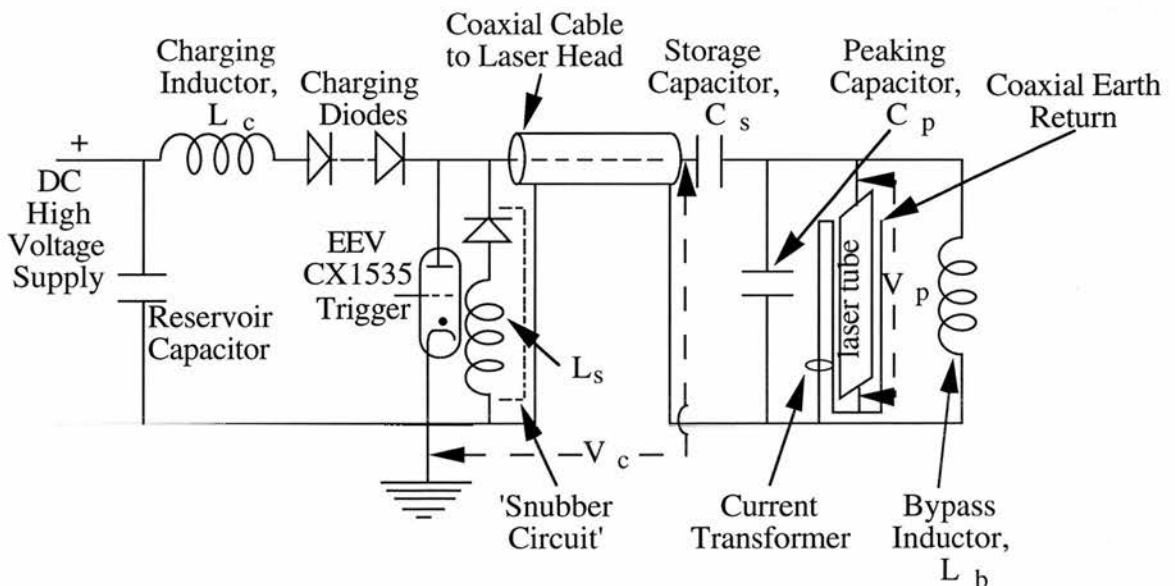 Charging
Inductor,
L c
Charging
Diodes
Coaxial Cable
to Laser Head
Storage
Capacitor,
C s
Peaking
Capacitor,
C p
Coaxial Earth
Return
+
DC
High
Voltage
Supply
Reservoir
Capacitor
EEV
CX1535
Trigger
L s
'Snubber
Circuit'
V c
laser tube
V p
Current
Transformer
Bypass
Inductor,
L b